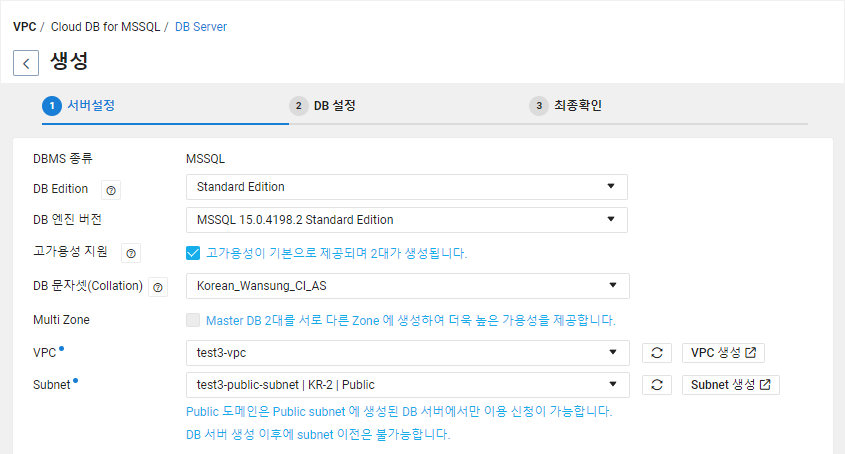 VPC / Cloud DB for MSSQL / DB Server
생성
1 서버설정 2 DB 설정 3 최종확인
DBMS 종류 MSSQL
DB Edition Standard Edition
DB 엔진 버전 MSSQL 15.0.4198.2 Standard Edition
고가용성 지원 고가용성이 기본으로 제공되며 2대가 생성됩니다.
DB 문자셋(Collation) Korean_Wansung_CI_AS
Multi Zone Master DB 2대를 서로 다른 Zone 에 생성하여 더욱 높은 가용성을 제공합니다.
VPC test3-vpc VPC 생성
Subnet test3-public-subnet | KR-2 | Public Subnet 생성
Public 도메인은 Public subnet 에 생성된 DB 서버에서만 이용 신청이 가능합니다.
DB 서버 생성 이후에 subnet 이전은 불가능합니다.